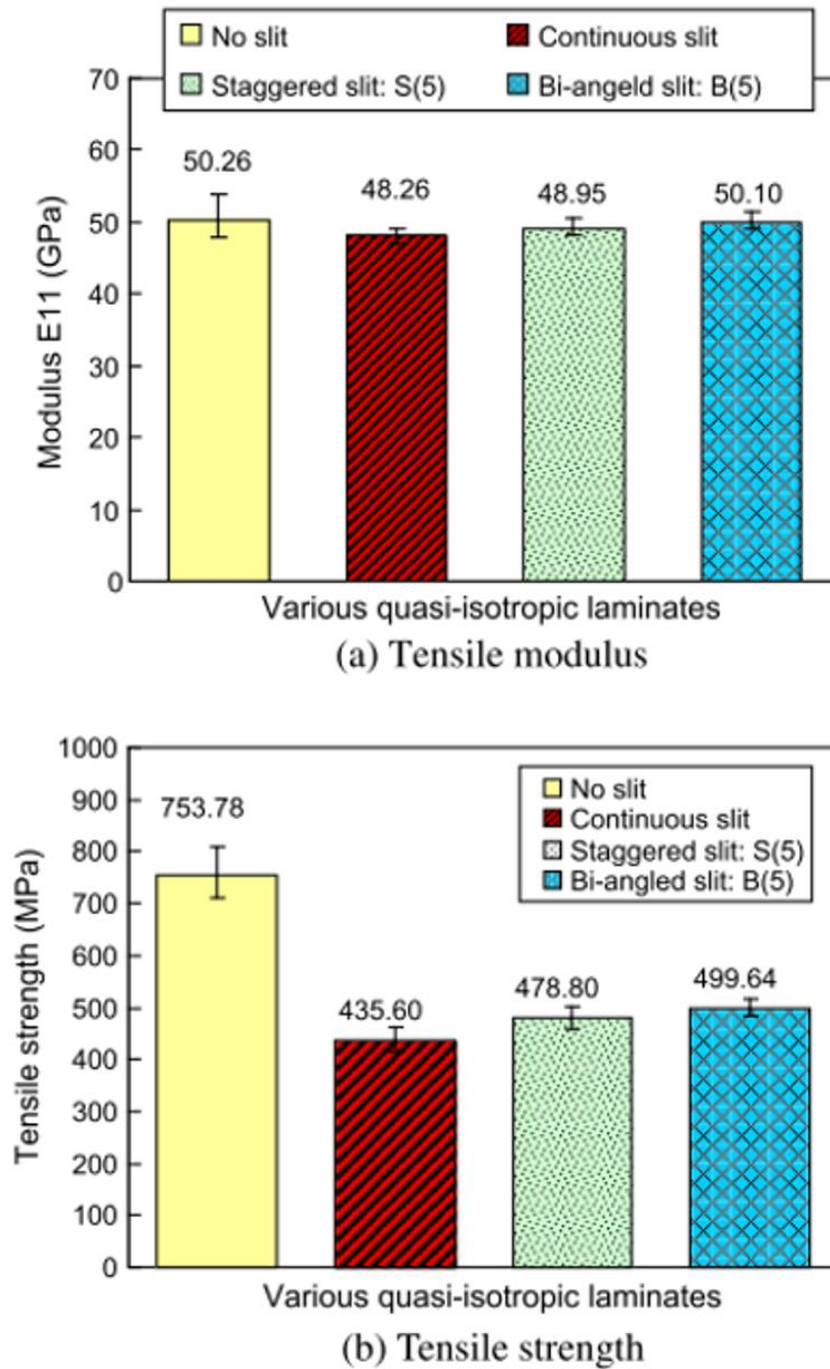 No slit
Continuous slit
Staggered slit: S(5)
Bi-angeld slit: B(5)
70
60
50
40
30
20
10
0
Modulus E11 (GPa)
50.26
48.26
48.95
50.10
Various quasi-isotropic laminates
(a) Tensile modulus
1000
900
800
700
600
500
400
300
200
100
0
Tensile strength (MPa)
No slit
Continuous slit
Staggered slit: S(5)
Bi-angled slit: B(5)
753.78
435.60
478.80
499.64
Various quasi-isotropic laminates
(b) Tensile strength